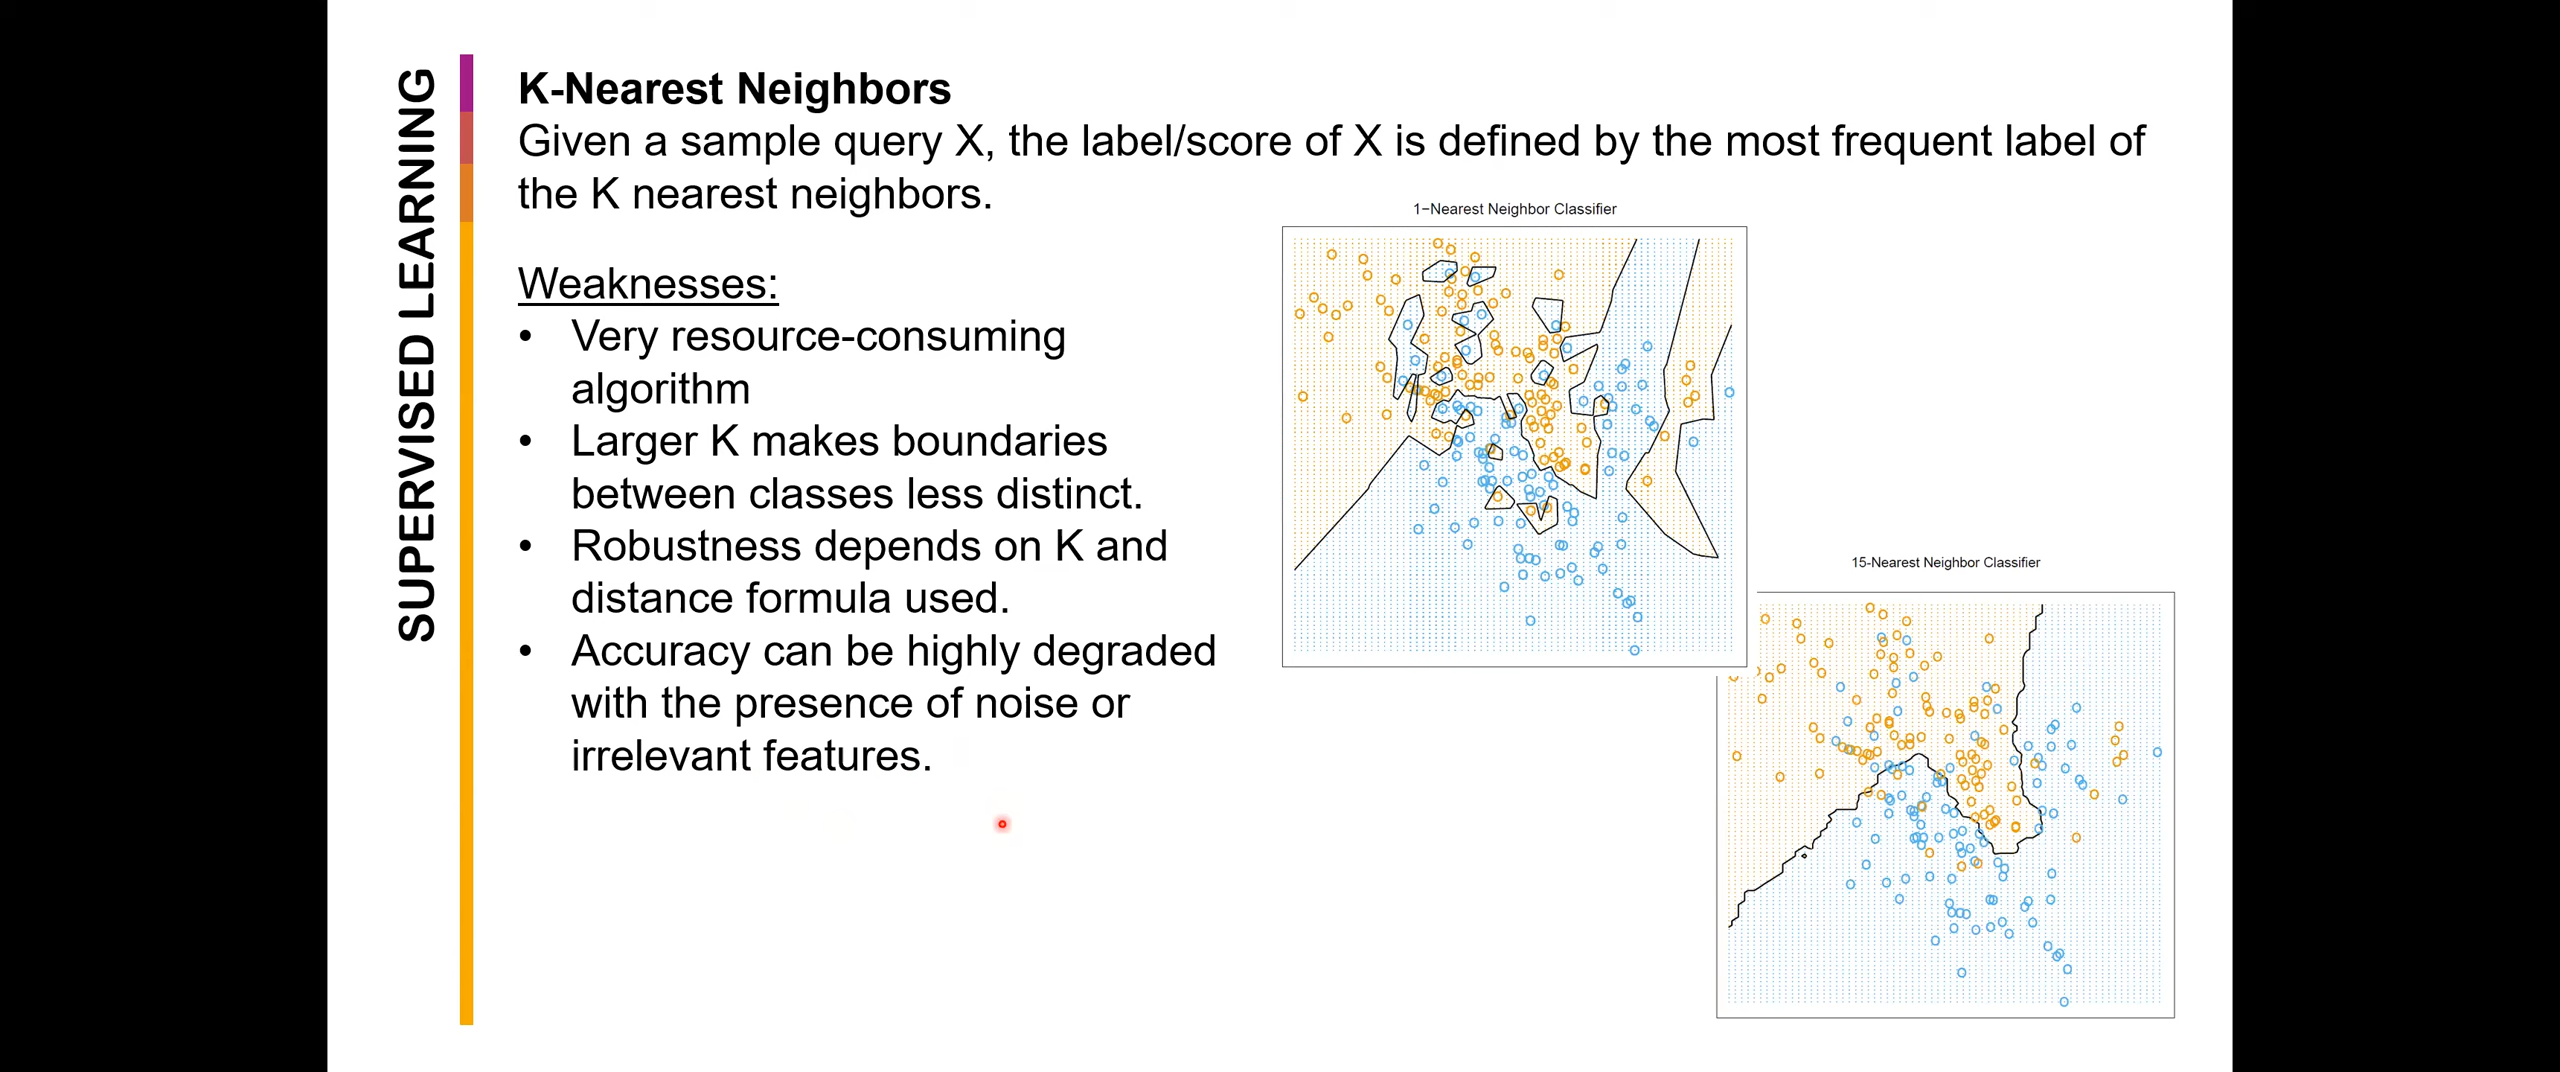 SUPERVISED LEARNING
K-Nearest Neighbors
Given a sample query X, the label/score of X is defined by the most frequent label of
the K nearest neighbors.
Weaknesses:
• Very resource-consuming
algorithm
• Larger K makes boundaries
between classes less distinct.
• Robustness depends on K and
distance formula used.
• Accuracy can be highly degraded
with the presence of noise or
irrelevant features.
1−Nearest Neighbor Classifier
15-Nearest Neighbor Classifier